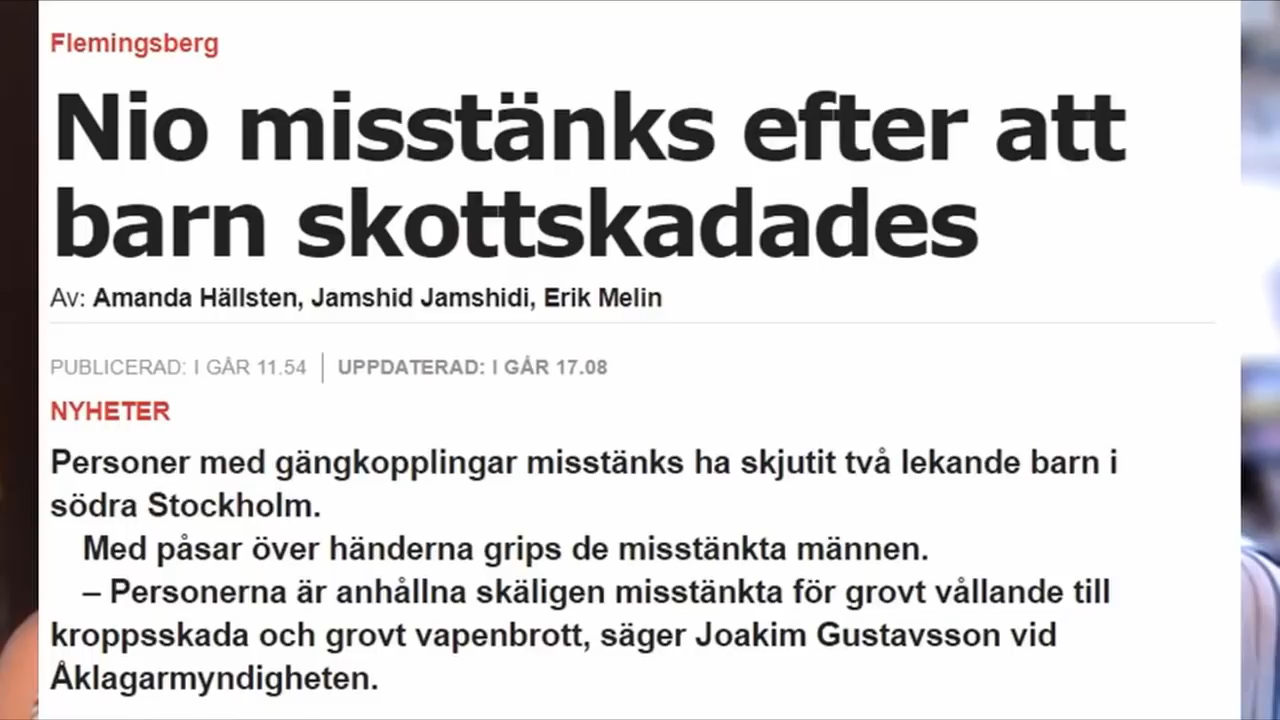 Flemingsberg
Nio misstänks efter att
barn skottskadades
Av: Amanda Hällsten, Jamshid Jamshidi, Erik Melin
PUBLICERAD: I GÅR 11.54 | UPPDATERAD: I GÅR 17.08
NYHETER
Personer med gängkopplingar misstänks ha skjutit två lekande barn i
södra Stockholm.
Med påsar över händerna grips de misstänkta männen.
– Personerna är anhållna skäligen misstänkta för grovt vållande till
kroppsskada och grovt vapenbrott, säger Joakim Gustavsson vid
Åklagarmyndigheten.